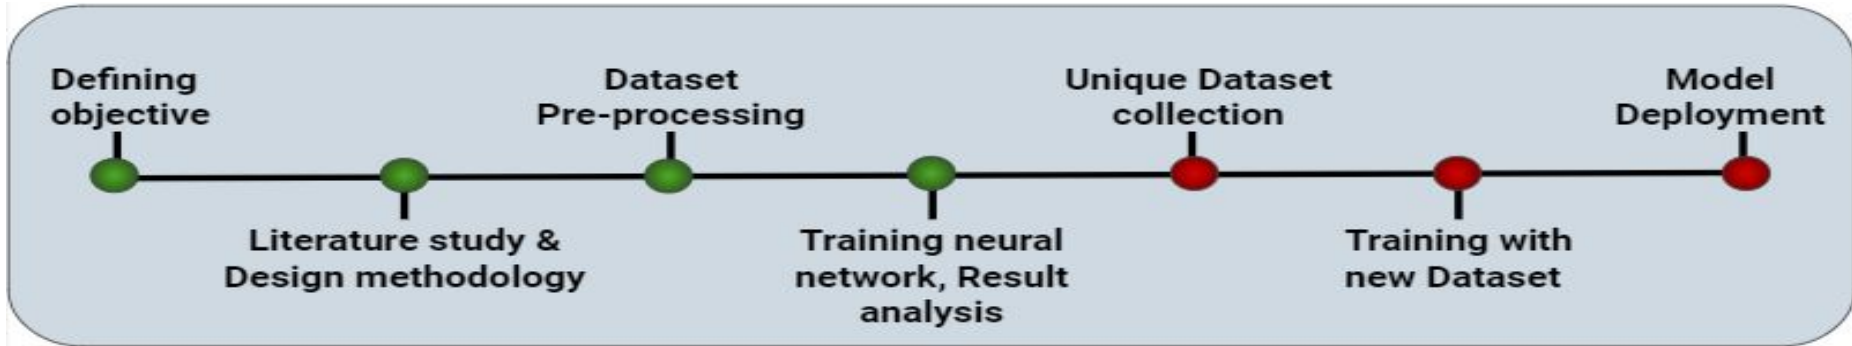 Defining
objective
Literature study &
Design methodology
Dataset
Pre-processing
Training neural
network, Result
analysis
Unique Dataset
collection
Training with
new Dataset
Model
Deployment